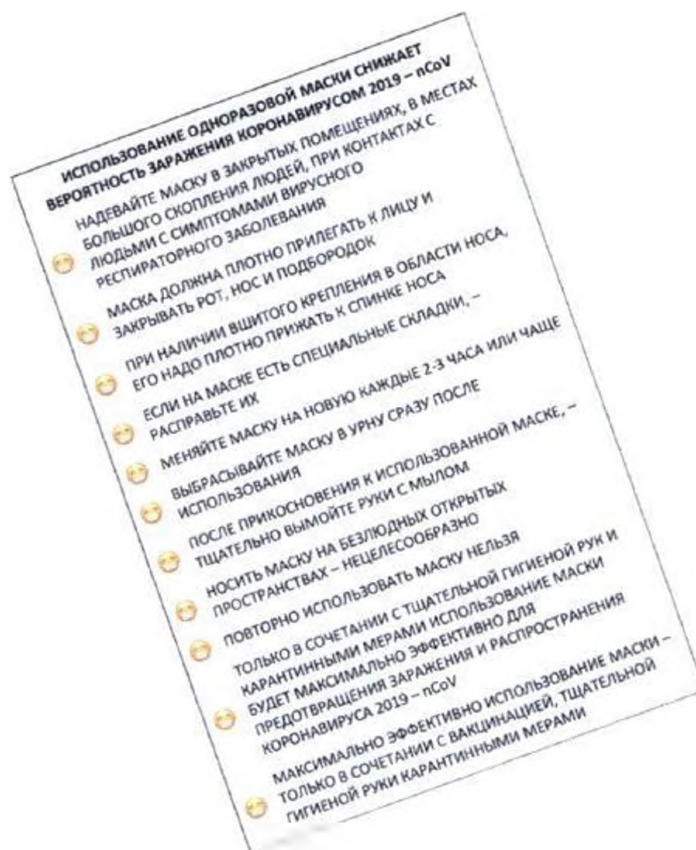 ИСПОЛЬЗОВАНИЕ ОДНОРАЗОВОЙ МАСКИ СНИЖАЕТ
ВЕРОЯТНОСТЬ ЗАРАЖЕНИЯ КОРОНАВИРУСОМ 2019 – nCoV
НАДЕВАЙТЕ МАСКУ В ЗАКРЫТЫХ ПОМЕЩЕНИЯХ, В МЕСТАХ
БОЛЬШОГО СКОПЛЕНИЯ ЛЮДЕЙ, ПРИ КОНТАКТАХ С
ЛЮДЬМИ С СИМПТОМАМИ ВИРУСНОГО
РЕСПИРАТОРНОГО ЗАБОЛЕВАНИЯ
МАСКА ДОЛЖНА ПЛОТНО ПРИЛЕГАТЬ К ЛИЦУ И
ЗАКРЫВАТЬ РОТ, НОС И ПОДБОРОДОК
ПРИ НАЛИЧИИ ВШИТОГО КРЕПЛЕНИЯ В ОБЛАСТИ НОСА,
ЕГО НАДО ПЛОТНО ПРИЖАТЬ К СПИНКЕ НОСА
ЕСЛИ НА МАСКЕ ЕСТЬ СПЕЦИАЛЬНЫЕ СКЛАДКИ, –
РАСПРАВЬТЕ ИХ
МЕНЯЙТЕ МАСКУ НА НОВУЮ КАЖДЫЕ 2-3 ЧАСА ИЛИ ЧАЩЕ
ВЫБРАСЫВАЙТЕ МАСКУ В УРНУ СРАЗУ ПОСЛЕ
ИСПОЛЬЗОВАНИЯ
ПОСЛЕ ПРИКОСНОВЕНИЯ К ИСПОЛЬЗОВАННОЙ МАСКЕ, –
ТЩАТЕЛЬНО ВЫМОЙТЕ РУКИ С МЫЛОМ
НОСИТЬ МАСКУ НА БЕЗЛЮДНЫХ ОТКРЫТЫХ
ПРОСТРАНСТВАХ – НЕЦЕЛЕСООБРАЗНО
ПОВТОРНО ИСПОЛЬЗОВАТЬ МАСКУ НЕЛЬЗЯ
ТОЛЬКО В СОЧЕТАНИИ С ТЩАТЕЛЬНОЙ ГИГИЕНОЙ РУК И
КАРАНТИННЫМИ МЕРАМИ ИСПОЛЬЗОВАНИЕ МАСКИ
БУДЕТ МАКСИМАЛЬНО ЭФФЕКТИВНО ДЛЯ
ПРЕДОТВРАЩЕНИЯ ЗАРАЖЕНИЯ И РАСПРОСТРАНЕНИЯ
КОРОНАВИРУСА 2019 – nCoV
МАКСИМАЛЬНО ЭФФЕКТИВНО ИСПОЛЬЗОВАНИЕ МАСКИ –
ТОЛЬКО В СОЧЕТАНИИ С ВАКЦИНАЦИЕЙ, ТЩАТЕЛЬНОЙ
ГИГИЕНОЙ РУКИ КАРАНТИННЫМИ МЕРАМИ